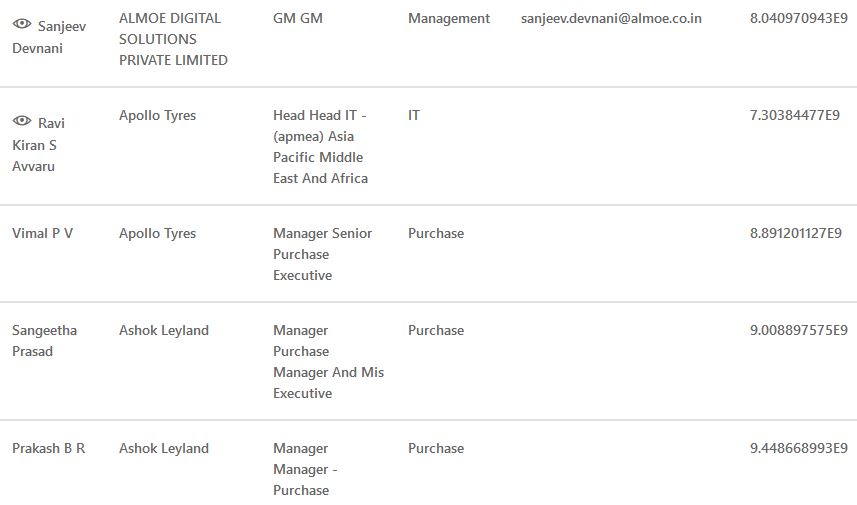 Sanjeev Devnani ALMOE DIGITAL SOLUTIONS PRIVATE LIMITED GM GM Management sanjeev.devnani@almoe.co.in 8.040970943E9
Ravi Kiran S Avvaru Apollo Tyres Head Head IT - (apmea) Asia Pacific Middle East And Africa IT 7.30384477E9
Vimal P V Apollo Tyres Manager Senior Purchase Executive Purchase 8.891201127E9
Sangeetha Prasad Ashok Leyland Manager Purchase Manager And Mis Executive Purchase 9.008897575E9
Prakash B R Ashok Leyland Manager Manager - Purchase Purchase 9.448668993E9